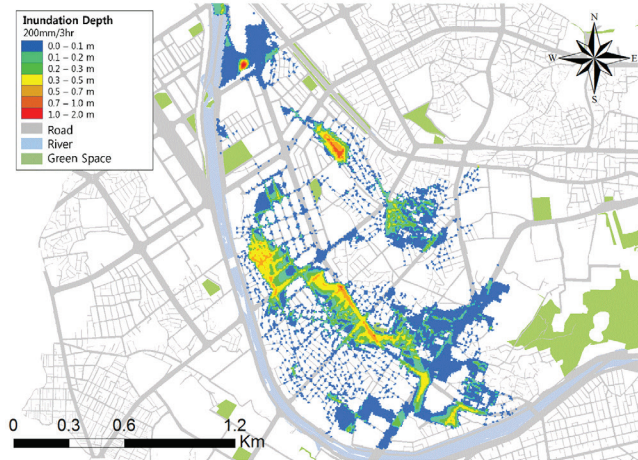 Inundation Depth
200mm/3hr
0.0 – 0.1 m
0.1 – 0.2 m
0.2 – 0.3 m
0.3 – 0.5 m
0.5 – 0.7 m
0.7 – 1.0 m
1.0 – 2.0 m
Road
River
Green Space
N
W E
S
0 0.3 0.6 1.2
Km